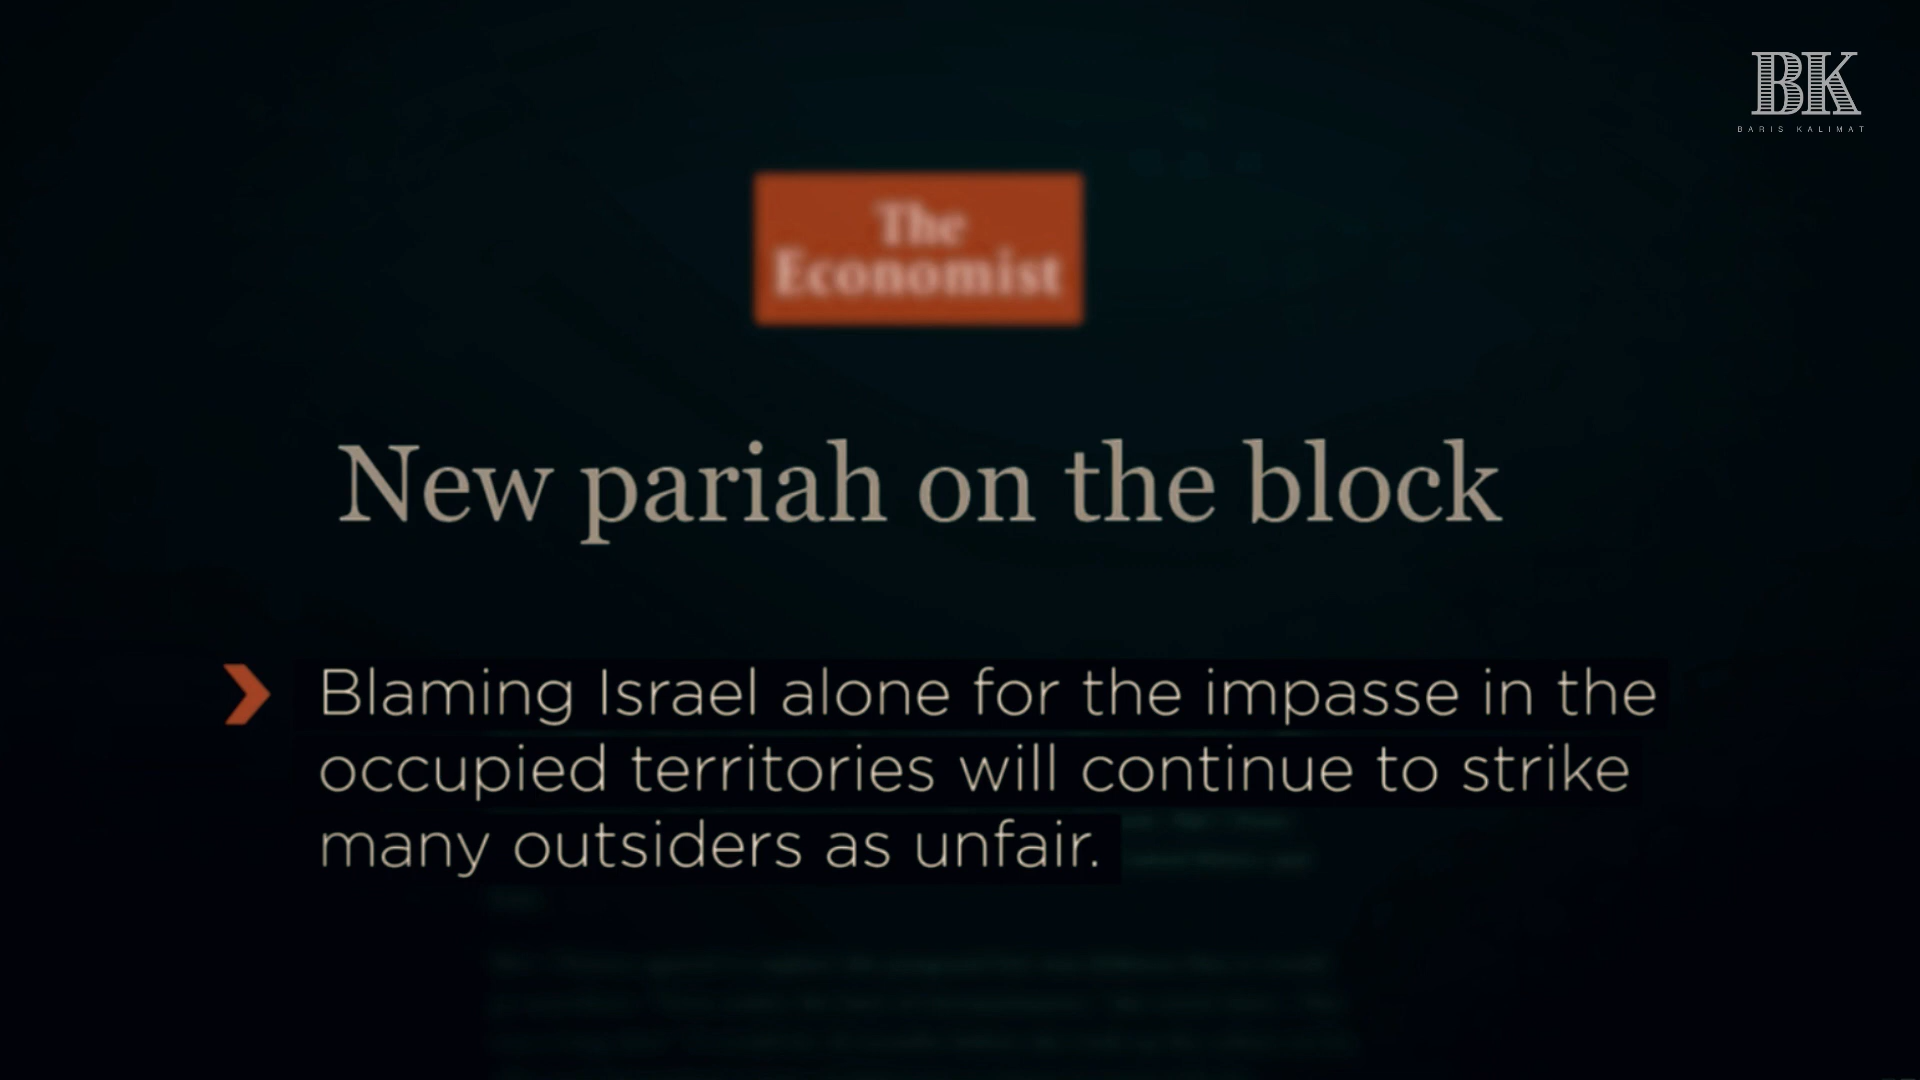 BK
BARIS KALIMAT
The
Economist
New pariah on the block
Blaming Israel alone for the impasse in the
occupied territories will continue to strike
many outsiders as unfair.